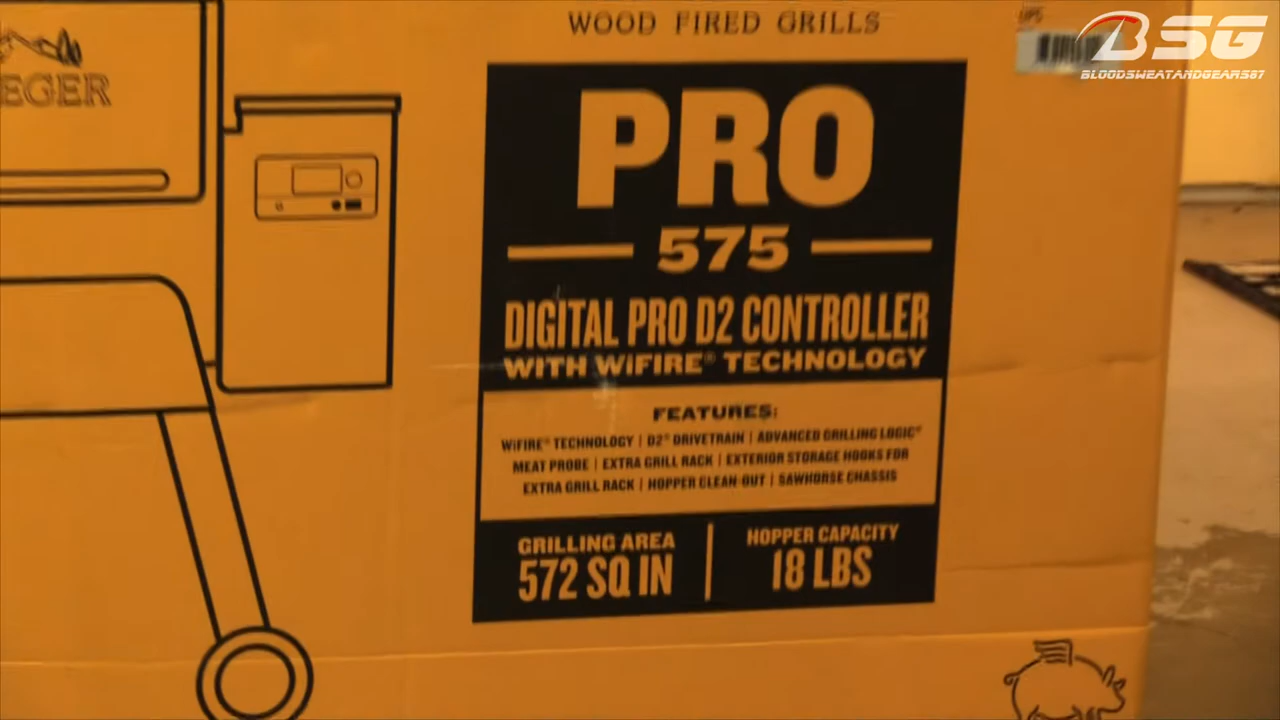 WOOD FIRED GRILLS
UPS
BSG
BLOODSWEATANDGEARS87
EGER
PRO
575
DIGITAL PRO D2 CONTROLLER
WITH WiFIRE® TECHNOLOGY
FEATURES:
WiFIRE® TECHNOLOGY | D2® DRIVETRAIN | ADVANCED GRILLING LOGIC®
MEAT PROBE | EXTRA GRILL RACK | EXTERIOR STORAGE HOOKS FOR
EXTRA GRILL RACK | HOPPER CLEAN-OUT | SAWHORSE CHASSIS
GRILLING AREA
572 SQ IN
HOPPER CAPACITY
18 LBS